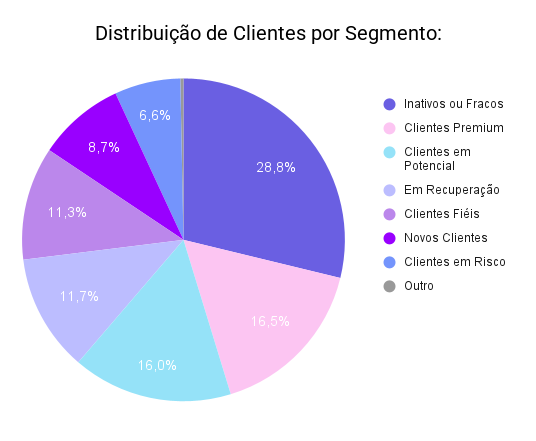 Distribuição de Clientes por Segmento:
28,8%
16,5%
16,0%
11,7%
11,3%
8,7%
6,6%
Inativos ou Fracos
Clientes Premium
Clientes em
Potencial
Em Recuperação
Clientes Fiéis
Novos Clientes
Clientes em Risco
Outro